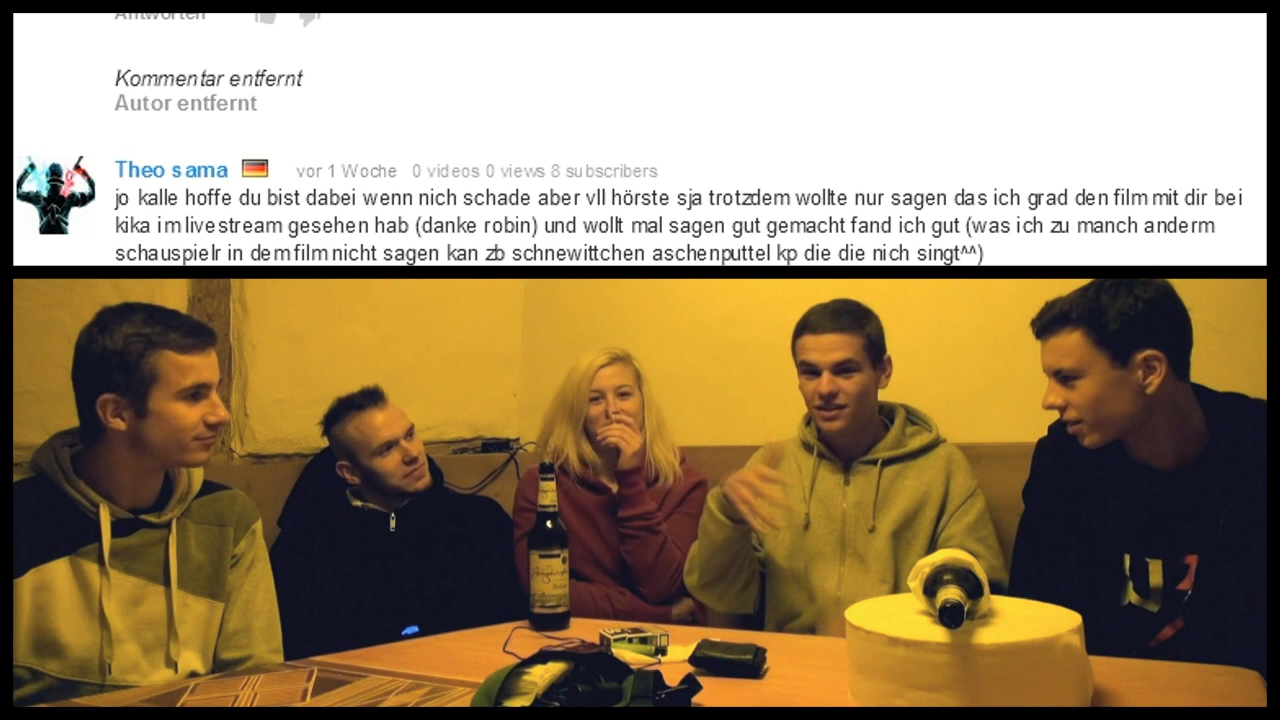 Antworten
Kommentar entfernt
Autor entfernt
Theo sama vor 1 Woche 0 videos 0 views 8 subscribers
jo kalle hoffe du bist dabei wenn nich schade aber vll hörste sja trotzdem wollte nur sagen das ich grad den film mit dir bei
kika im livestream gesehen hab (danke robin) und wollt mal sagen gut gemacht fand ich gut (was ich zu manch anderm
schauspielr in dem film nicht sagen kan zb schnewittchen aschenputtel kp die die nich singt^^)